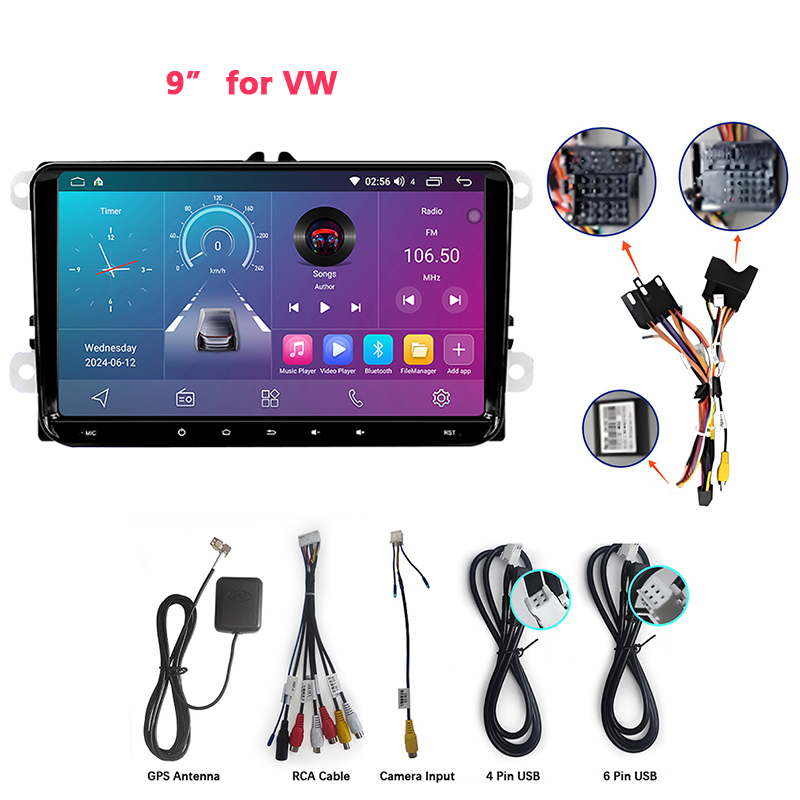 9” for VW
02:56 4
Timer
12
9
3
6
Wednesday
2024-06-12
120
80
160
40
200
0
0
240
km/h
Songs
Author
Radio
FM
106.50
MHz
Music Player
Video Player
Bluetooth
FileManager
Add app
MIC
RST
GPS Antenna
RCA Cable
Camera Input
4 Pin USB
6 Pin USB